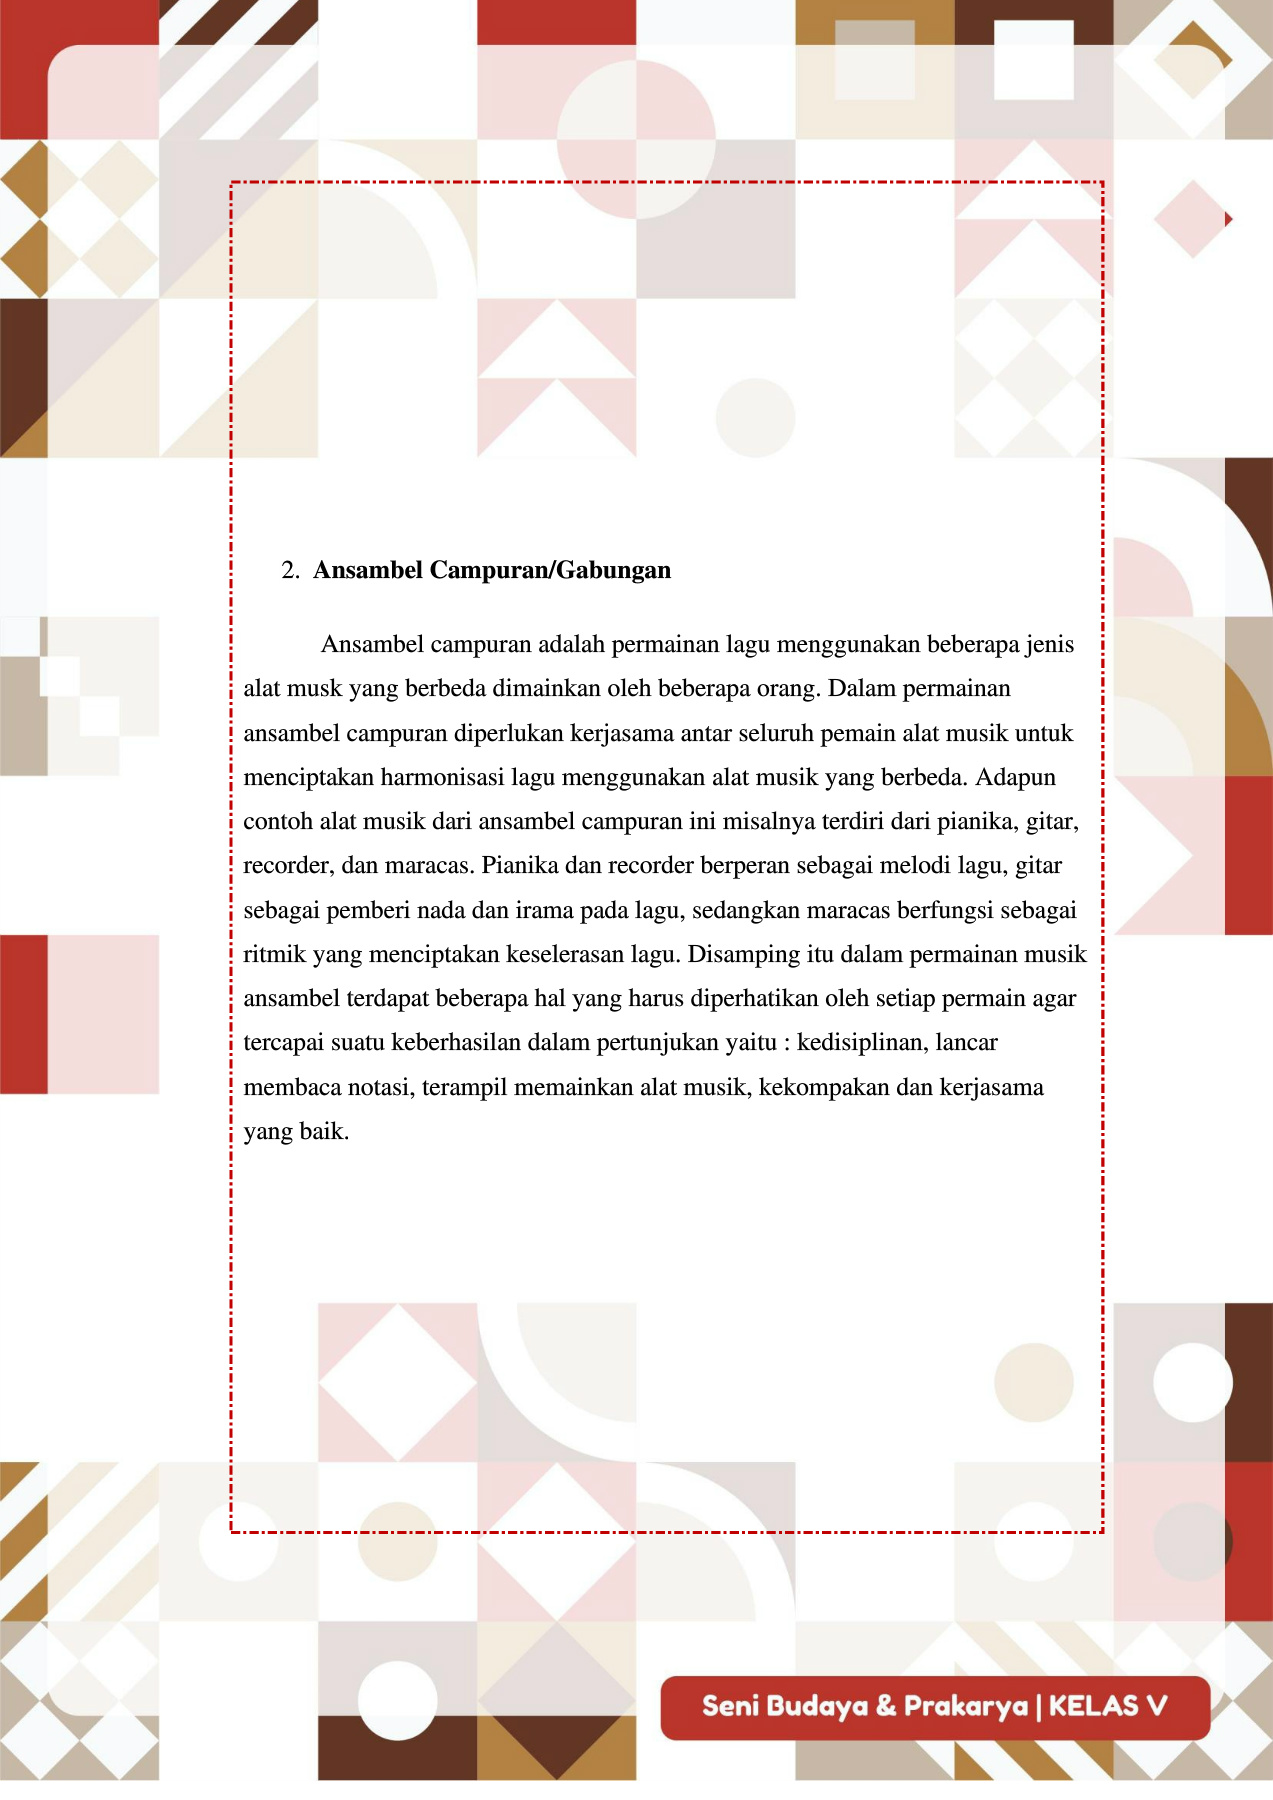 2. Ansambel Campuran/Gabungan
Ansambel campuran adalah permainan lagu menggunakan beberapa jenis
alat musk yang berbeda dimainkan oleh beberapa orang. Dalam permainan
ansambel campuran diperlukan kerjasama antar seluruh pemain alat musik untuk
menciptakan harmonisasi lagu menggunakan alat musik yang berbeda. Adapun
contoh alat musik dari ansambel campuran ini misalnya terdiri dari pianika, gitar,
recorder, dan maracas. Pianika dan recorder berperan sebagai melodi lagu, gitar
sebagai pemberi nada dan irama pada lagu, sedangkan maracas berfungsi sebagai
ritmik yang menciptakan keselerasan lagu. Disamping itu dalam permainan musik
ansambel terdapat beberapa hal yang harus diperhatikan oleh setiap permain agar
tercapai suatu keberhasilan dalam pertunjukan yaitu : kedisiplinan, lancar
membaca notasi, terampil memainkan alat musik, kekompakan dan kerjasama
yang baik.
Seni Budaya & Prakarya | KELAS V